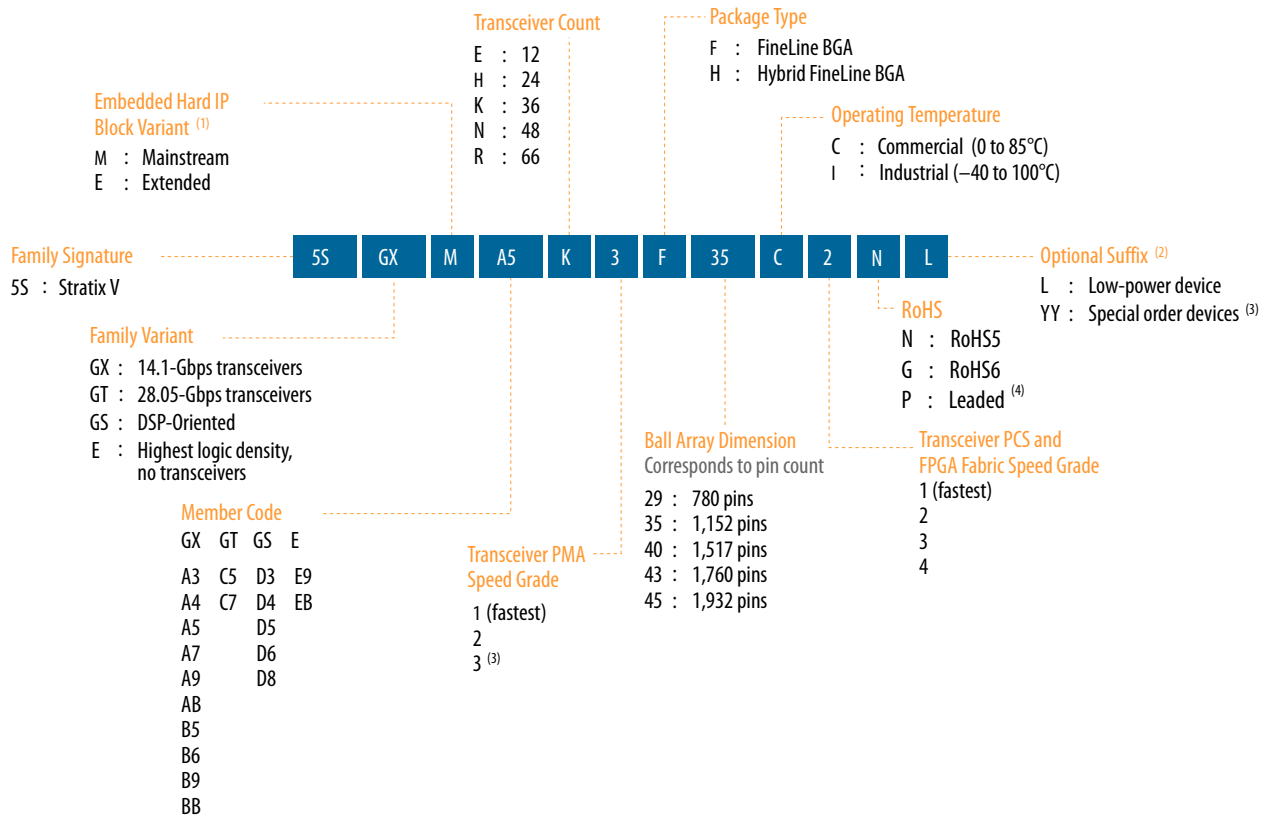 Transceiver Count
E : 12
H : 24
K : 36
N : 48
R : 66
Package Type
F : FineLine BGA
H : Hybrid FineLine BGA
Embedded Hard IP
Block Variant (1)
M : Mainstream
E : Extended
Operating Temperature
C : Commercial (0 to 85°C)
I : Industrial (–40 to 100°C)
Family Signature
5S : Stratix V
5S GX M A5 K 3 F 35 C 2 N L
Optional Suffix (2)
L : Low-power device
YY : Special order devices (3)
Family Variant
GX : 14.1-Gbps transceivers
GT : 28.05-Gbps transceivers
GS : DSP-Oriented
E : Highest logic density,
no transceivers
RoHS
N : RoHS5
G : RoHS6
P : Leaded (4)
Member Code
GX GT GS E
A3 C5 D3 E9
A4 C7 D4 EB
A5 D5
A7 D6
A9 D8
AB
B5
B6
B9
BB
Transceiver PMA
Speed Grade
1 (fastest)
2
3 (3)
Ball Array Dimension
Corresponds to pin count
29 : 780 pins
35 : 1,152 pins
40 : 1,517 pins
43 : 1,760 pins
45 : 1,932 pins
Transceiver PCS and
FPGA Fabric Speed Grade
1 (fastest)
2
3
4